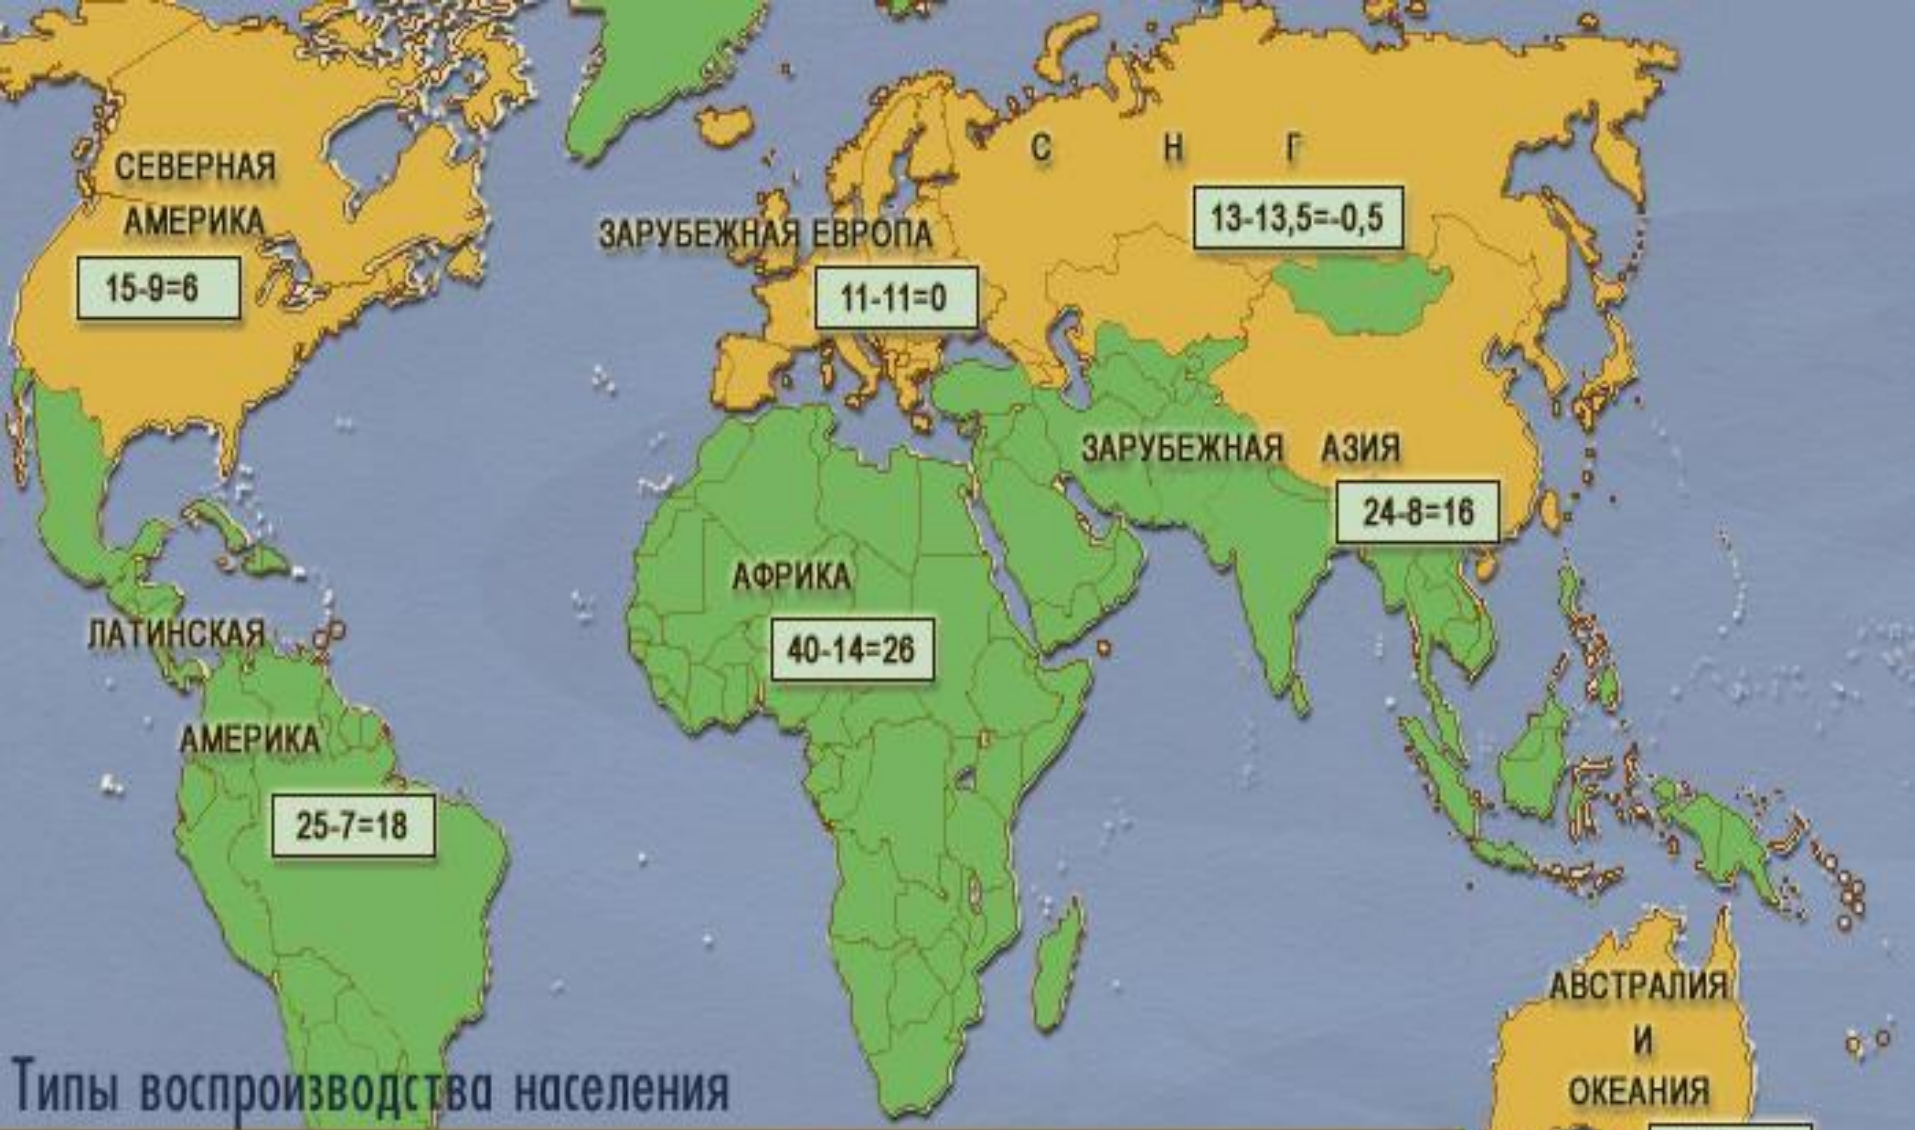 СЕВЕРНАЯ
АМЕРИКА
15-9=6
ЗАРУБЕЖНАЯ ЕВРОПА
11-11=0
С Н Г
13-13,5=-0,5
ЗАРУБЕЖНАЯ АЗИЯ
24-8=16
АФРИКА
40-14=26
ЛАТИНСКАЯ
АМЕРИКА
25-7=18
АВСТРАЛИЯ
И
ОКЕАНИЯ
Типы воспроизводства населения